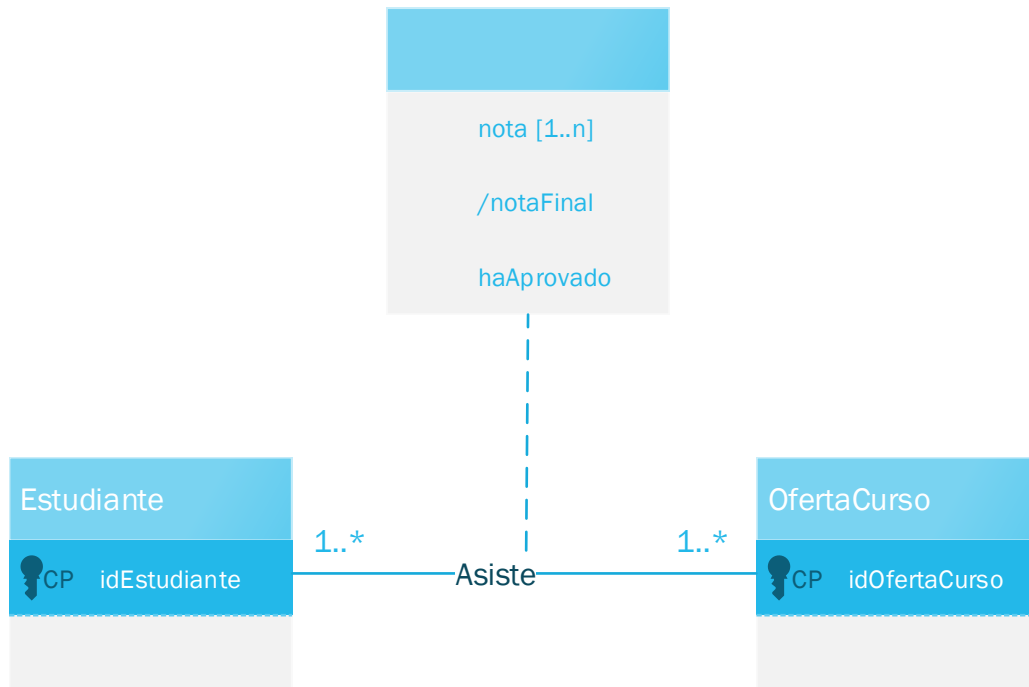 nota [1..n]
/notaFinal
haAprovado
Estudiante
OfertaCurso
1..*
1..*
Asiste
CP idEstudiante
CP idOfertaCurso